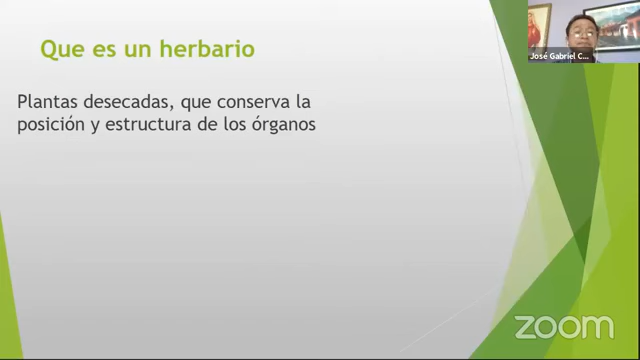 Que es un herbario
José Gabriel C...
Plantas desecadas, que conserva la
posición y estructura de los órganos
zoom